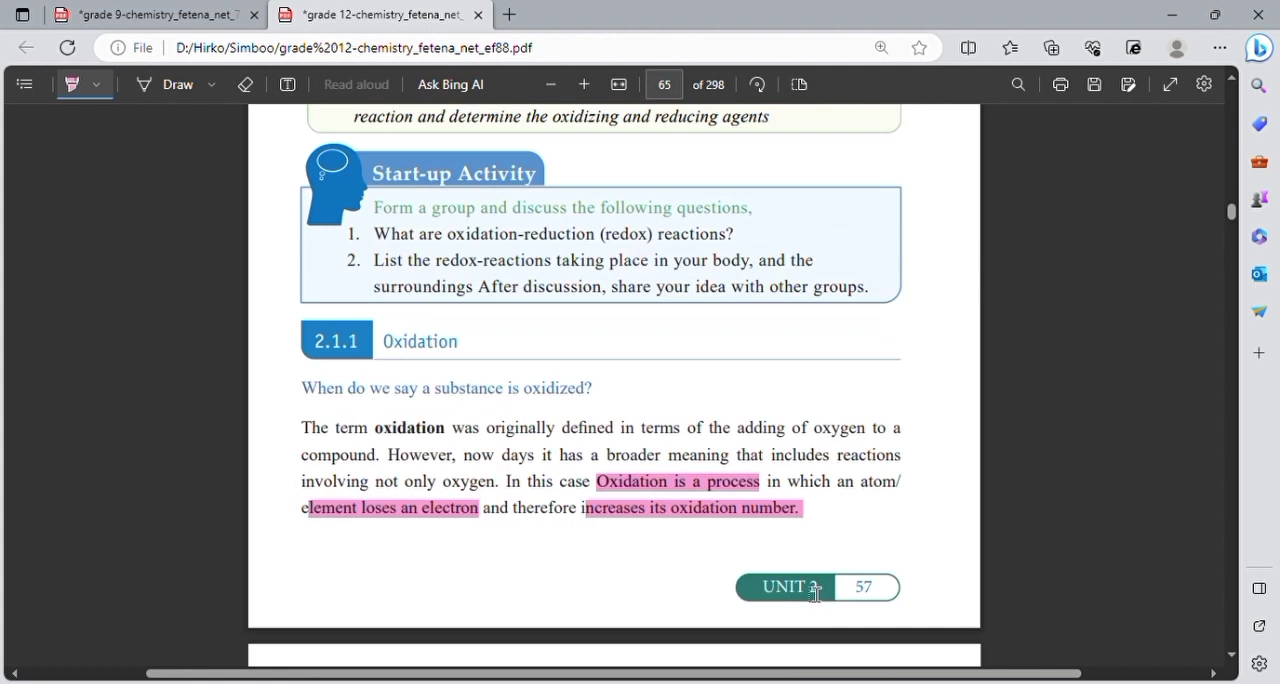 *grade 9-chemistry_fetena_net_7
*grade 12-chemistry_fetena_net_
File
D:/Hirko/Simboo/grade%2012-chemistry_fetena_net_ef88.pdf
Draw
Read aloud
Ask Bing AI
65
of 298
reaction and determine the oxidizing and reducing agents
Start-up Activity
Form a group and discuss the following questions,
1. What are oxidation-reduction (redox) reactions?
2. List the redox-reactions taking place in your body, and the
surroundings After discussion, share your idea with other groups.
2.1.1 Oxidation
When do we say a substance is oxidized?
The term oxidation was originally defined in terms of the adding of oxygen to a
compound. However, now days it has a broader meaning that includes reactions
involving not only oxygen. In this case Oxidation is a process in which an atom/
element loses an electron and therefore increases its oxidation number.
UNIT 2 57